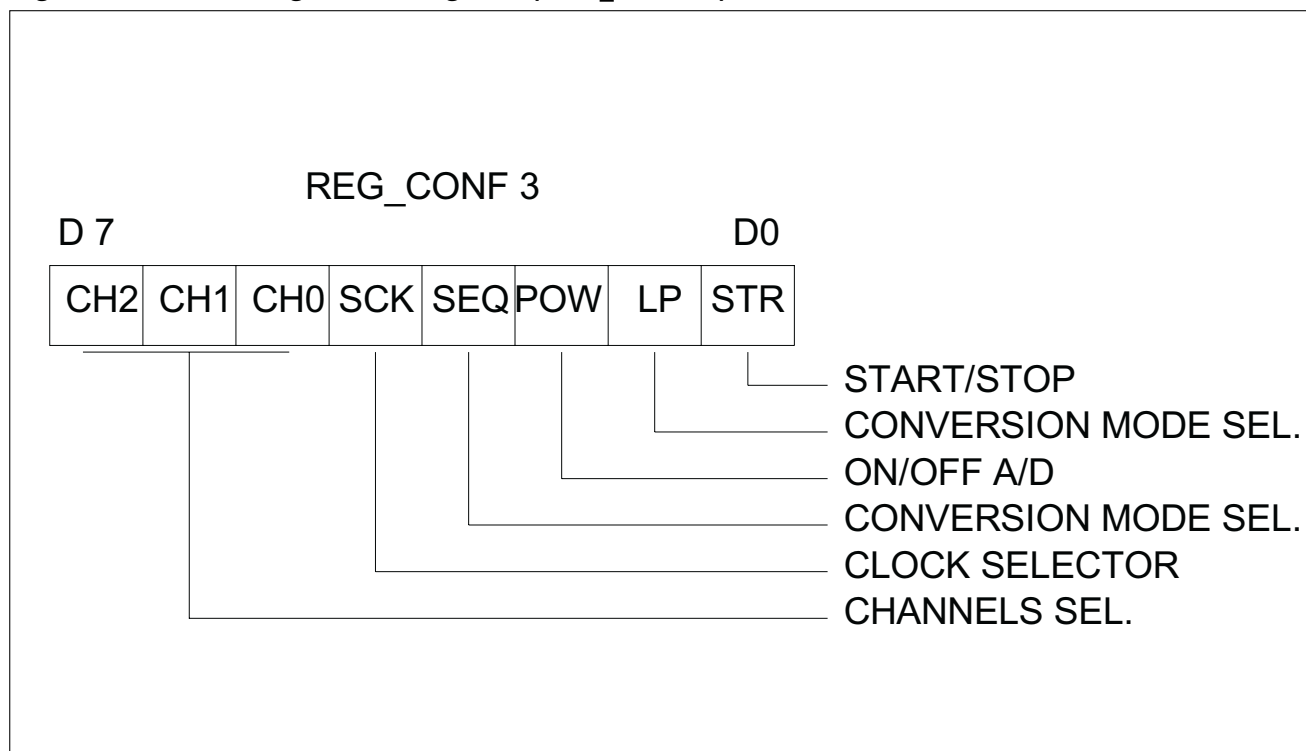 REG_CONF 3
D 7 D0
CH2 CH1 CH0 SCK SEQ POW LP STR
START/STOP
CONVERSION MODE SEL.
ON/OFF A/D
CONVERSION MODE SEL.
CLOCK SELECTOR
CHANNELS SEL.